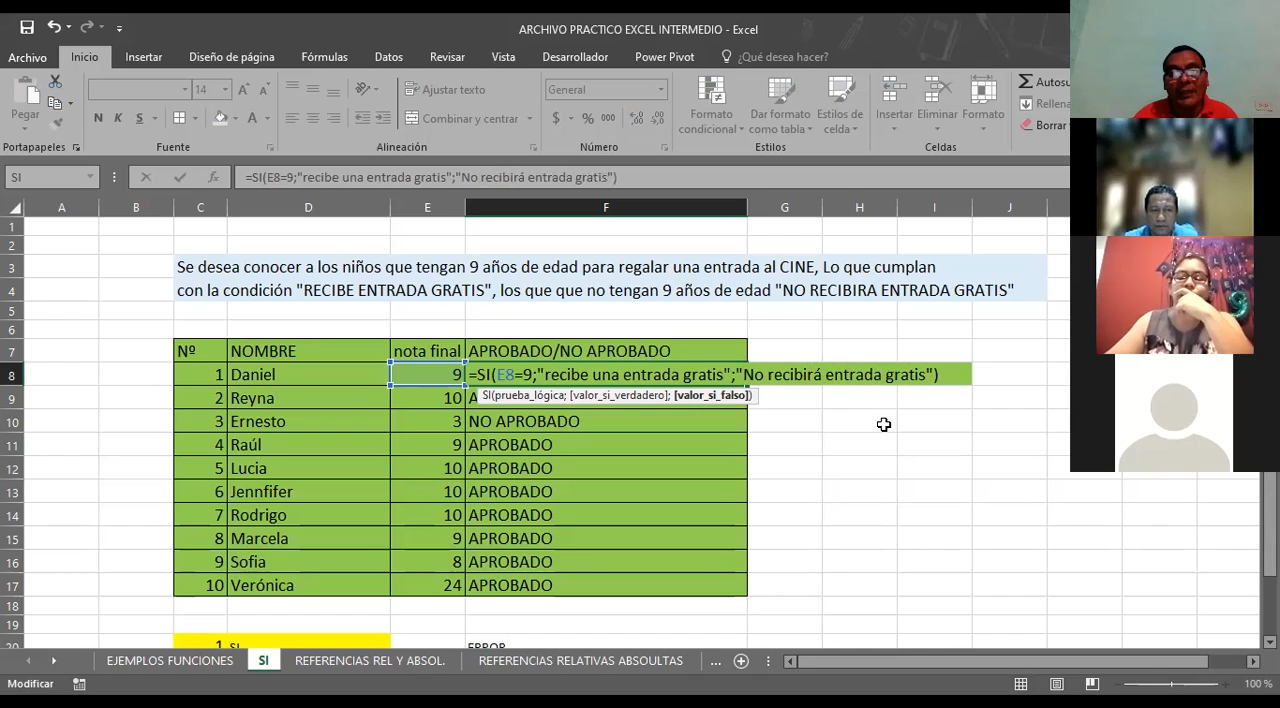 ARCHIVO PRACTICO EXCEL INTERMEDIO - Excel
Archivo Inicio Insertar Diseño de página Fórmulas Datos Revisar Vista Desarrollador Power Pivot ¿Qué desea hacer?
Pegar
14
N K S
Ajustar texto
Combinar y centrar
General
$ % 000
Formato condicional
Dar formato como tabla
Estilos de celda
Insertar Eliminar Formato
Autosu
Rellena
Borrar
Portapapeles Fuente Alineación Número Estilos Celdas
SI fx =SI(E8=9;"recibe una entrada gratis";"No recibirá entrada gratis")
A B C D E F G H I J
1
2
3 Se desea conocer a los niños que tengan 9 años de edad para regalar una entrada al CINE, Lo que cumplan
4 con la condición "RECIBE ENTRADA GRATIS", los que que no tengan 9 años de edad "NO RECIBIRA ENTRADA GRATIS"
5
6
7 Nº NOMBRE nota final APROBADO/NO APROBADO
8 1 Daniel 9 =SI(E8=9;"recibe una entrada gratis";"No recibirá entrada gratis")
SI(prueba_lógica; [valor_si_verdadero]; [valor_si_falso])
9 2 Reyna 10 A
10 3 Ernesto 3 NO APROBADO
11 4 Raúl 9 APROBADO
12 5 Lucia 10 APROBADO
13 6 Jennfifer 10 APROBADO
14 7 Rodrigo 10 APROBADO
15 8 Marcela 9 APROBADO
16 9 Sofia 8 APROBADO
17 10 Verónica 24 APROBADO
18
19
20 1 SI ERROR
EJEMPLOS FUNCIONES SI REFERENCIAS REL Y ABSOL. REFERENCIAS RELATIVAS ABSOULTAS ...
Modificar 100 %